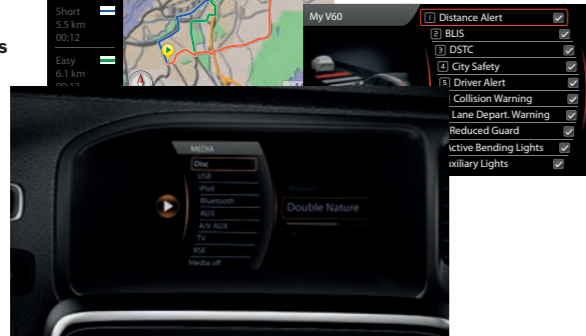 Short
5.5 km
00:12
Easy
6.1 km
s
My V60
1 Distance Alert
2 BLIS
3 DSTC
4 City Safety
5 Driver Alert
Collision Warning
Lane Depart. Warning
Reduced Guard
Active Bending Lights
uxiliary Lights
MEDIA
Disc
USB
iPod
Bluetooth
AUX
A/V AUX
TV
RSE
Media off
Double Nature